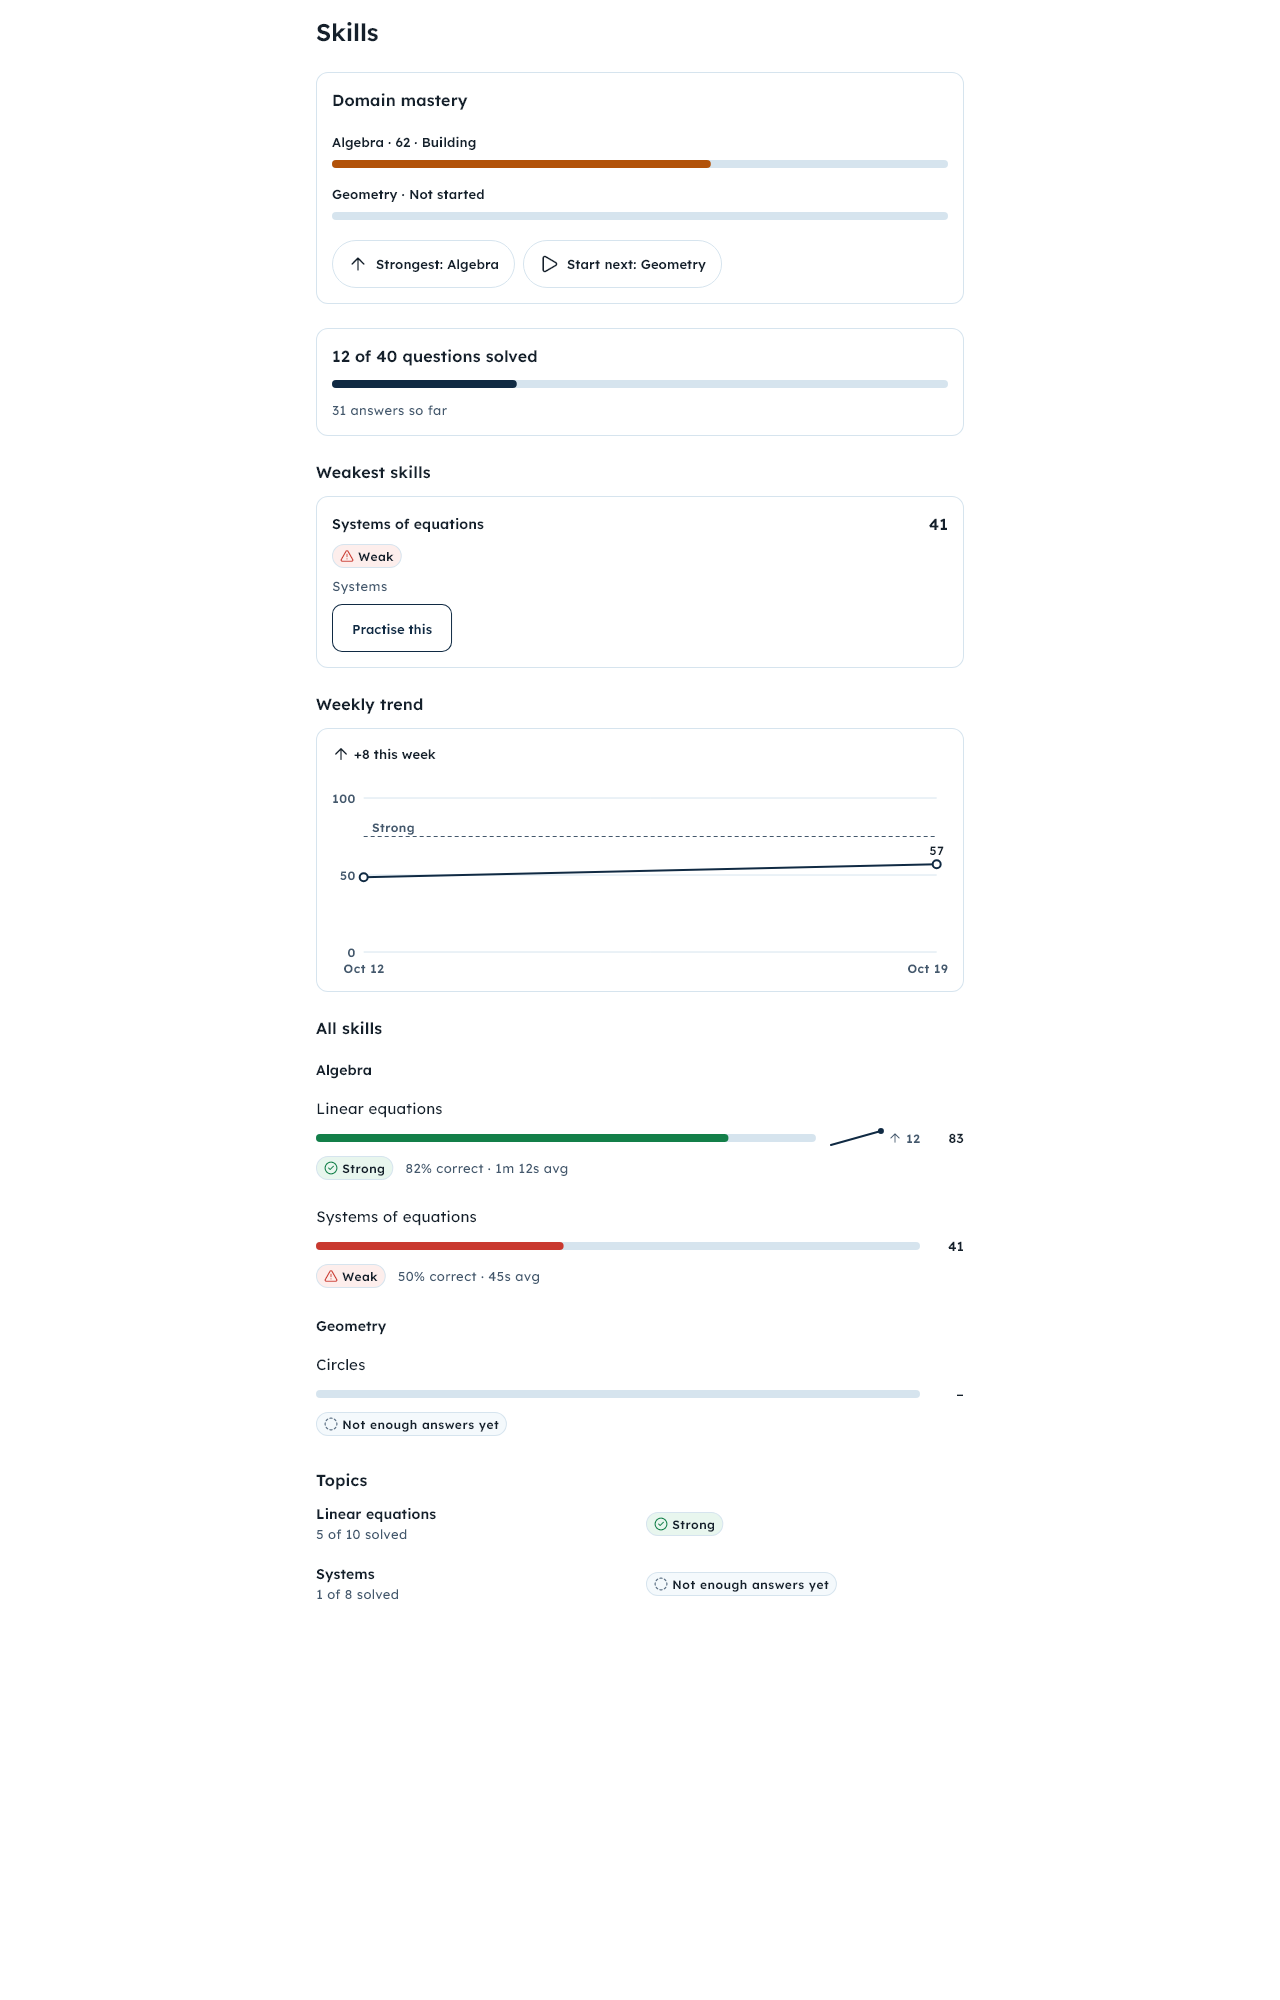 Skills
Domain mastery
Algebra · 62 · Building
Geometry · Not started
Strongest: Algebra
Start next: Geometry
12 of 40 questions solved
31 answers so far
Weakest skills
Systems of equations 41
Weak
Systems
Practise this
Weekly trend
+8 this week
100
Strong
57
50
0
Oct 12 Oct 19
All skills
Algebra
Linear equations
12 83
Strong 82% correct · 1m 12s avg
Systems of equations
41
Weak 50% correct · 45s avg
Geometry
Circles
–
Not enough answers yet
Topics
Linear equations
5 of 10 solved
Strong
Systems
1 of 8 solved
Not enough answers yet